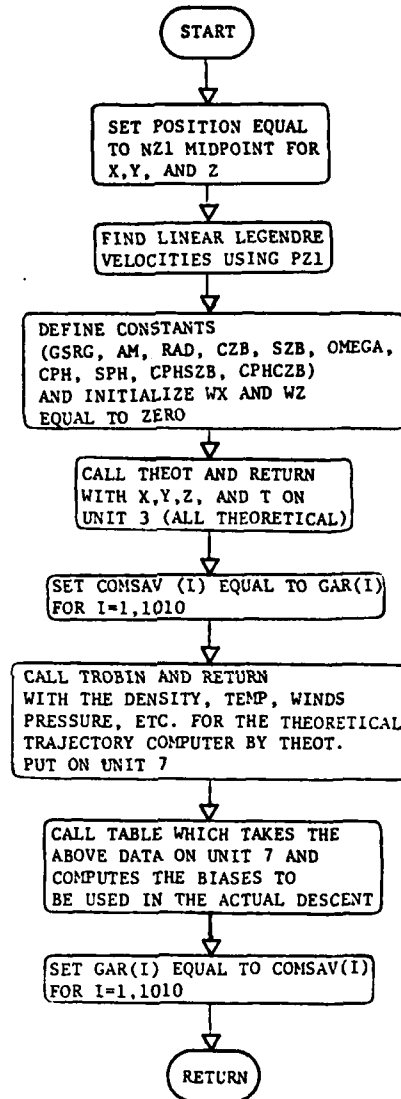 START
SET POSITION EQUAL
TO NZ1 MIDPOINT FOR
X,Y, AND Z
FIND LINEAR LEGENDRE
VELOCITIES USING PZ1
DEFINE CONSTANTS
(GSRG, AM, RAD, CZB, SZB, OMEGA,
CPH, SPH, CPHSZB, CPHCZB)
AND INITIALIZE WX AND WZ
EQUAL TO ZERO
CALL THEOT AND RETURN
WITH X,Y,Z, AND T ON
UNIT 3 (ALL THEORETICAL)
SET COMSAV (I) EQUAL TO GAR(I)
FOR I=1,1010
CALL TROBIN AND RETURN
WITH THE DENSITY, TEMP, WINDS
PRESSURE, ETC. FOR THE THEORETICAL
TRAJECTORY COMPUTER BY THEOT.
PUT ON UNIT 7
CALL TABLE WHICH TAKES THE
ABOVE DATA ON UNIT 7 AND
COMPUTES THE BIASES TO
BE USED IN THE ACTUAL DESCENT
SET GAR(I) EQUAL TO COMSAV(I)
FOR I=1,1010
RETURN